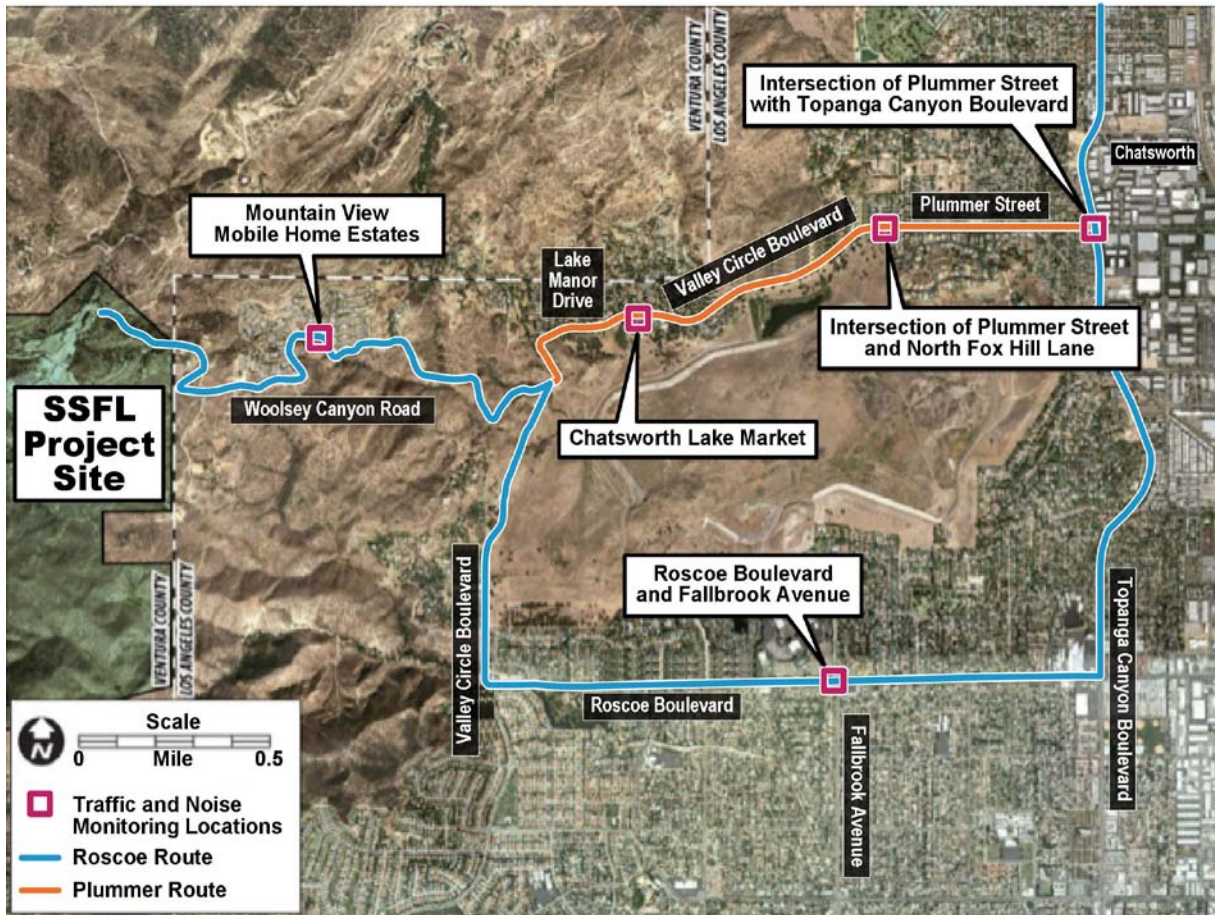 VENTURA COUNTY
LOS ANGELES COUNTY
Intersection of Plummer Street
with Topanga Canyon Boulevard
Chatsworth
Mountain View
Mobile Home Estates
Plummer Street
Valley Circle Boulevard
Lake
Manor
Drive
Intersection of Plummer Street
and North Fox Hill Lane
SSFL
Project
Site
Woolsey Canyon Road
Chatsworth Lake Market
Roscoe Boulevard
and Fallbrook Avenue
VENTURA COUNTY
LOS ANGELES COUNTY
Valley Circle Boulevard
Topanga Canyon Boulevard
Roscoe Boulevard
Fallbrook Avenue
N
Scale
0 Mile 0.5
Traffic and Noise
Monitoring Locations
Roscoe Route
Plummer Route